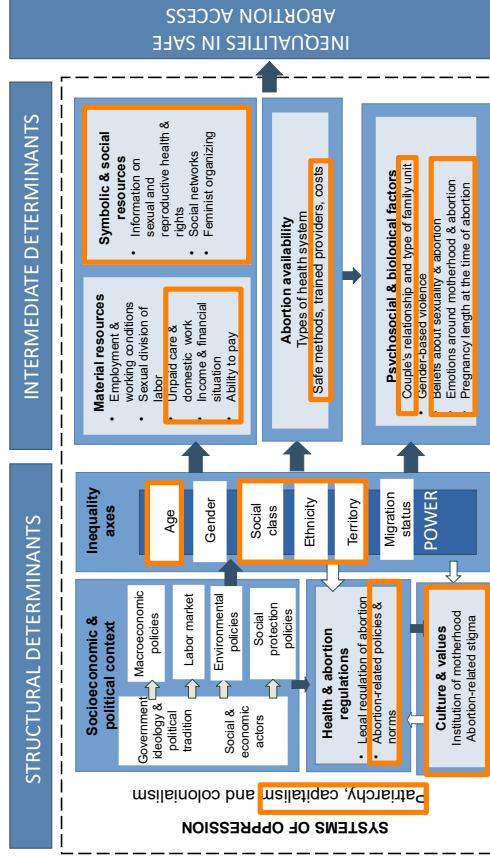 STRUCTURAL DETERMINANTS
INTERMEDIATE DETERMINANTS
INEQUALITIES IN SAFE
ABORTION ACCESS
SYSTEMS OF OPPRESSION
Patriarchy, capitalism and colonialism
Socioeconomic &
political context
Government
ideology &
political
tradition
Social &
economic
actors
Macroeconomic
policies
Labor market
Environmental
policies
Social
protection
policies
Health & abortion
regulations
• Legal regulation of abortion
• Abortion-related policies &
norms
Culture & values
Institution of motherhood
Abortion-related stigma
Inequality
axes
Age
Gender
Social
class
Ethnicity
Territory
Migration
status
POWER
Material resources
• Employment &
working conditions
• Sexual division of
labor
• Unpaid care &
domestic work
• Income & financial
situation
• Ability to pay
Symbolic & social
resources
• Information on
sexual and
reproductive health &
rights
• Social networks
• Feminist organizing
Abortion availability
Types of health system
Safe methods, trained providers, costs
Psychosocial & biological factors
• Couple's relationship and type of family unit
• Gender-based violence
• Beliefs about sexuality & abortion
• Emotions around motherhood & abortion
• Pregnancy length at the time of abortion